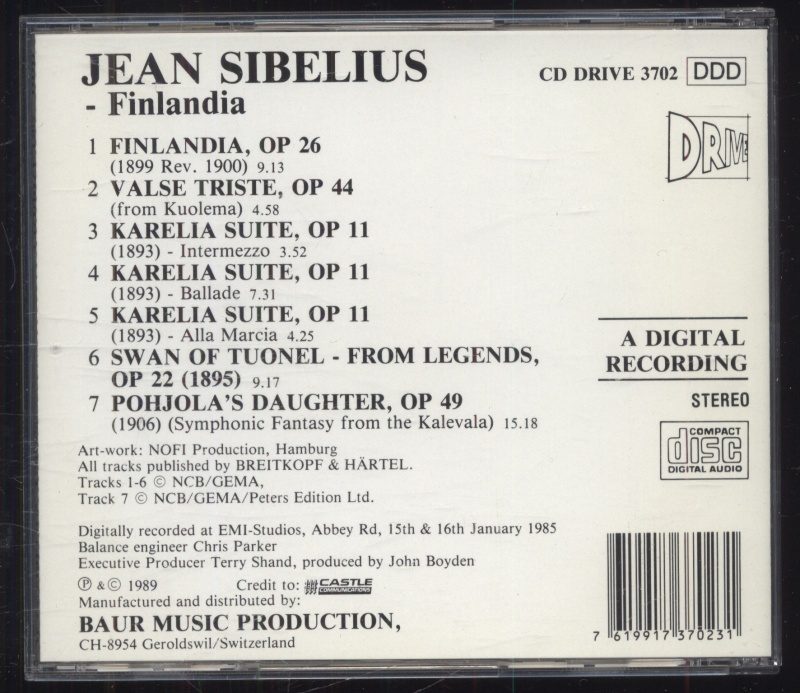 JEAN SIBELIUS
- Finlandia
CD DRIVE 3702 DDD
DRIVE
1 FINLANDIA, OP 26
(1899 Rev. 1900) 9.13
2 VALSE TRISTE, OP 44
(from Kuolema) 4.58
3 KARELIA SUITE, OP 11
(1893) - Intermezzo 3.52
4 KARELIA SUITE, OP 11
(1893) - Ballade 7.31
5 KARELIA SUITE, OP 11
(1893) - Alla Marcia 4.25
6 SWAN OF TUONEL - FROM LEGENDS,
OP 22 (1895) 9.17
7 POHJOLA'S DAUGHTER, OP 49
(1906) (Symphonic Fantasy from the Kalevala) 15.18
A DIGITAL
RECORDING
STEREO
COMPACT
disc
DIGITAL AUDIO
Art-work: NOFI Production, Hamburg
All tracks published by BREITKOPF & HÄRTEL.
Tracks 1-6 © NCB/GEMA,
Track 7 © NCB/GEMA/Peters Edition Ltd.
Digitally recorded at EMI-Studios, Abbey Rd, 15th & 16th January 1985
Balance engineer Chris Parker
Executive Producer Terry Shand, produced by John Boyden
℗ & © 1989 Credit to: CASTLE
COMMUNICATIONS
Manufactured and distributed by:
BAUR MUSIC PRODUCTION,
CH-8954 Geroldswil/Switzerland
7 619917 370231